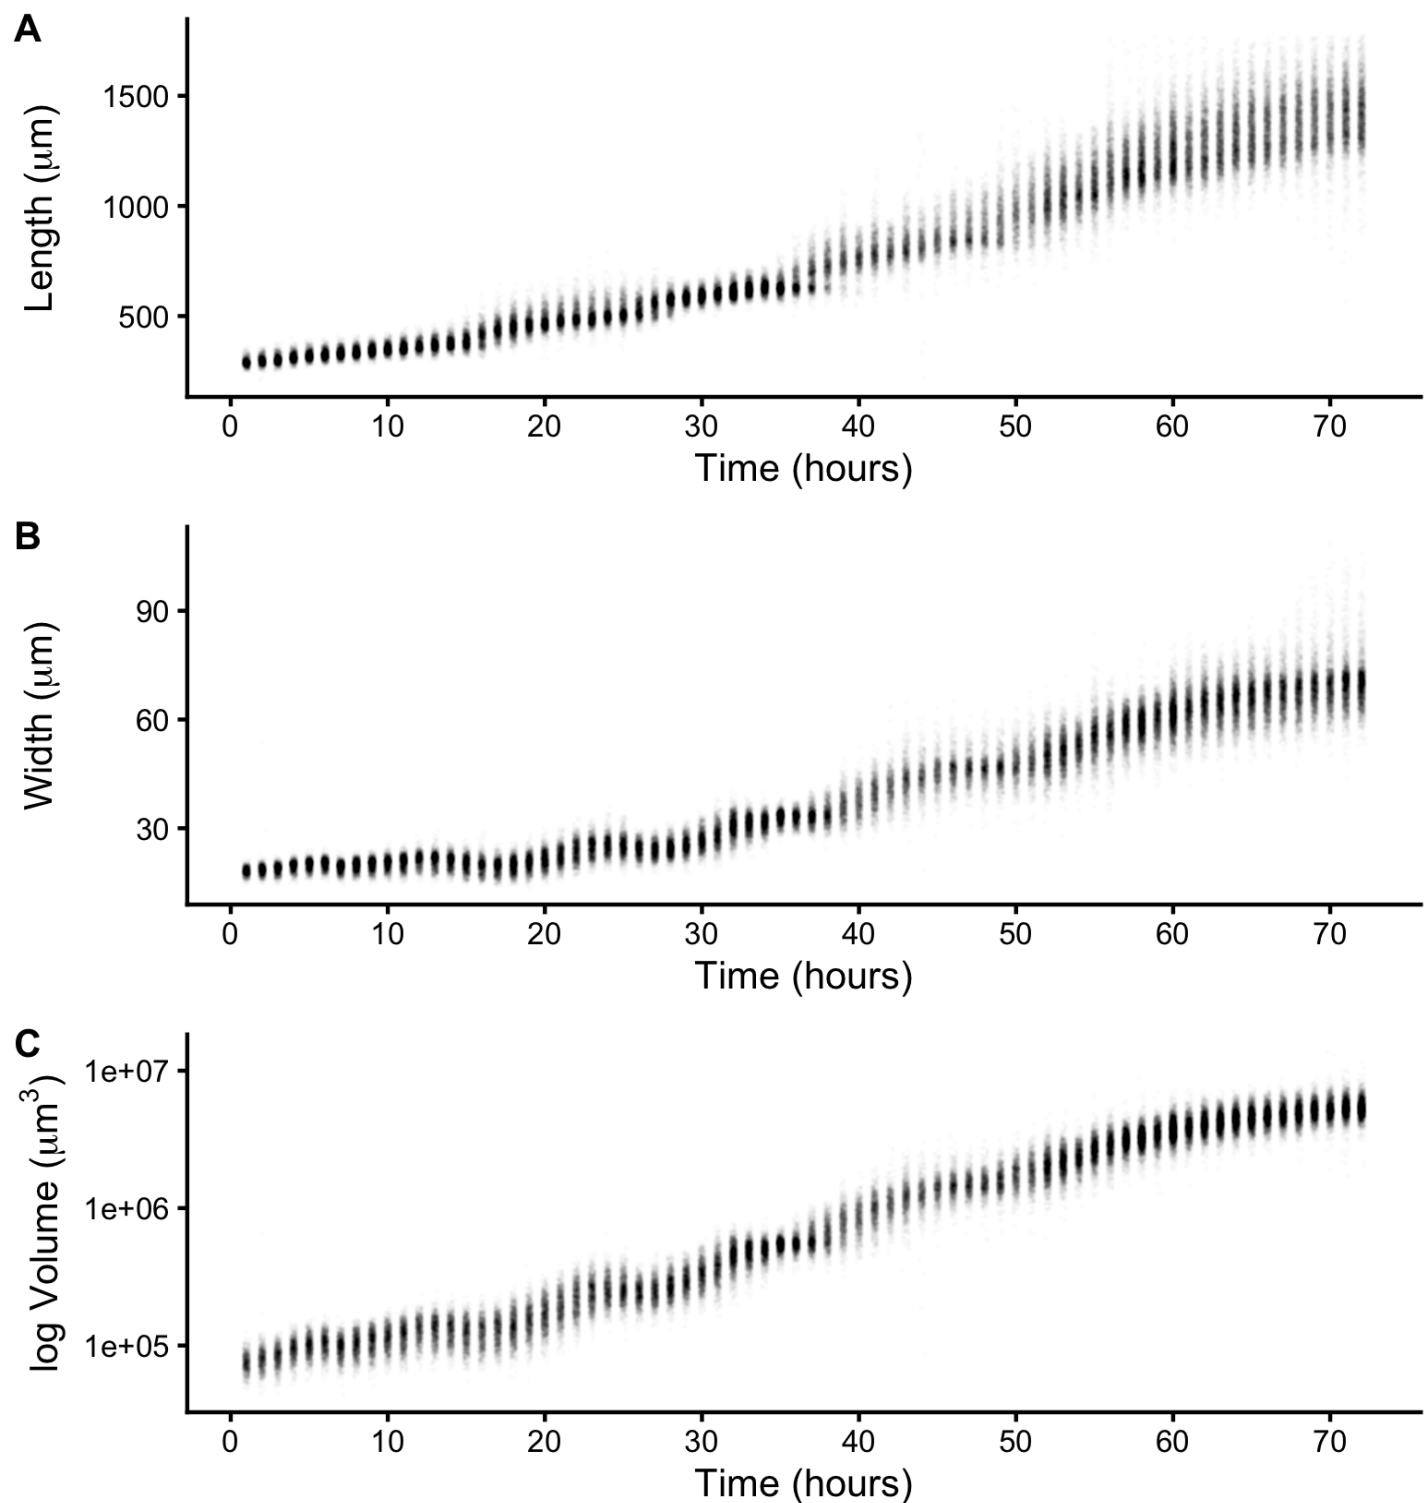 A
Length (μm)
1500
1000
500
0 10 20 30 40 50 60 70
Time (hours)
B
Width (μm)
90
60
30
0 10 20 30 40 50 60 70
Time (hours)
C
log Volume (μm³)
1e+07
1e+06
1e+05
0 10 20 30 40 50 60 70
Time (hours)